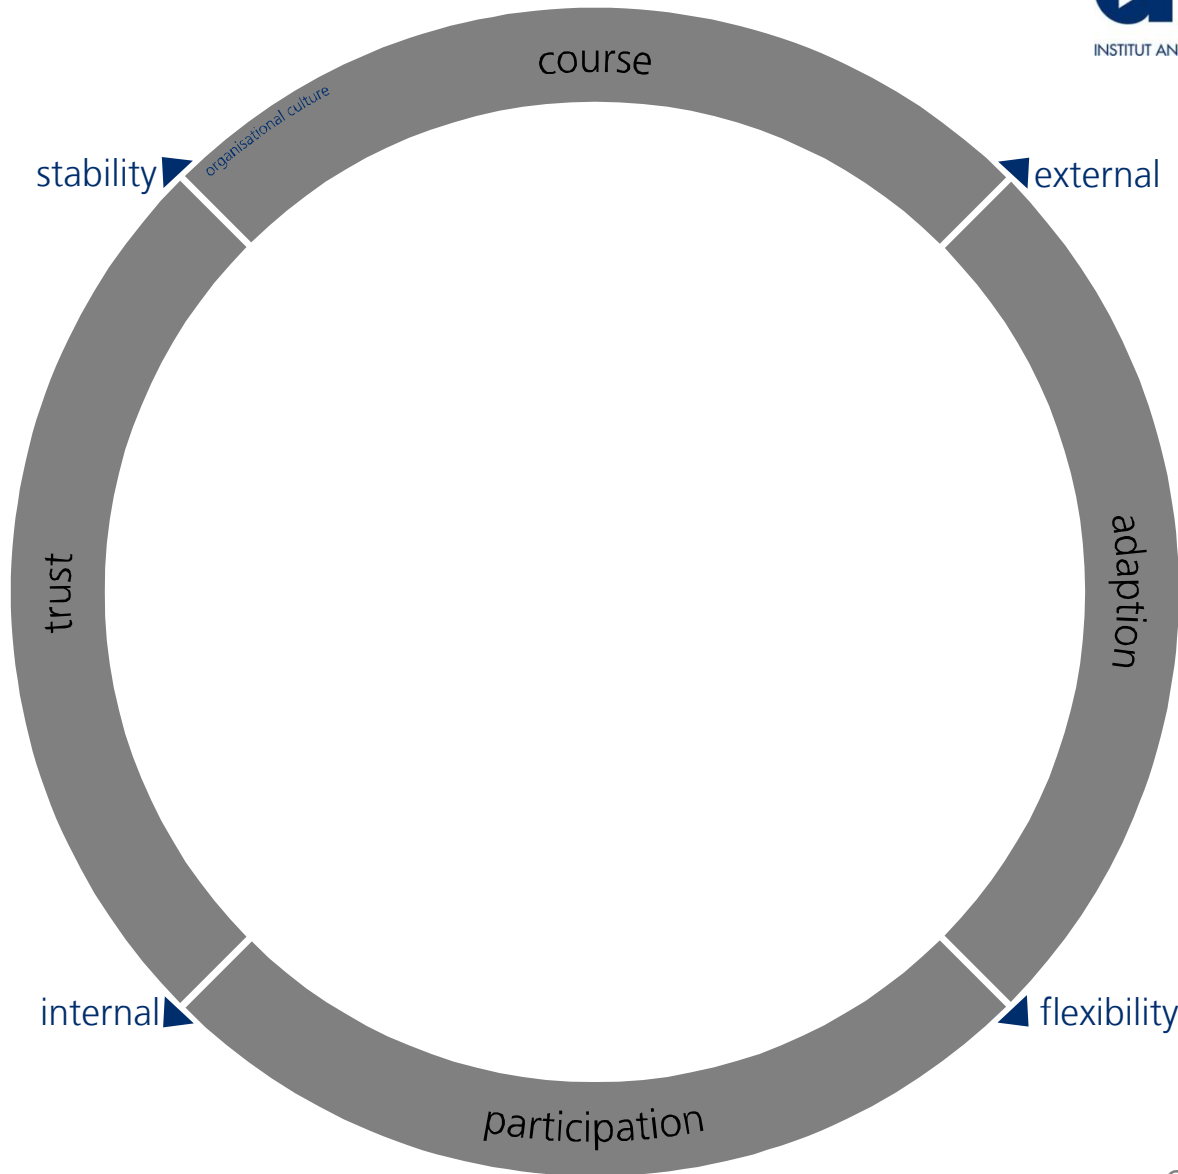 INSTITUT AN
course
organisational culture
stability
external
trust
adaption
internal
flexibility
participation